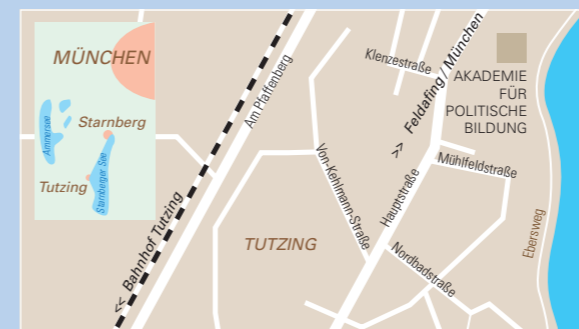 MÜNCHEN
Starnberg
Ammersee
Starnberger See
Tutzing
Am Pfaffenberg
<< Bahnhof Tutzing
TUTZING
Klenzestraße
Feldafing / München
>>
AKADEMIE
FÜR
POLITISCHE
BILDUNG
Mühlfeldstraße
Von-Kehlmann-Straße
Hauptstraße
Nordbadstraße
Ebersweg